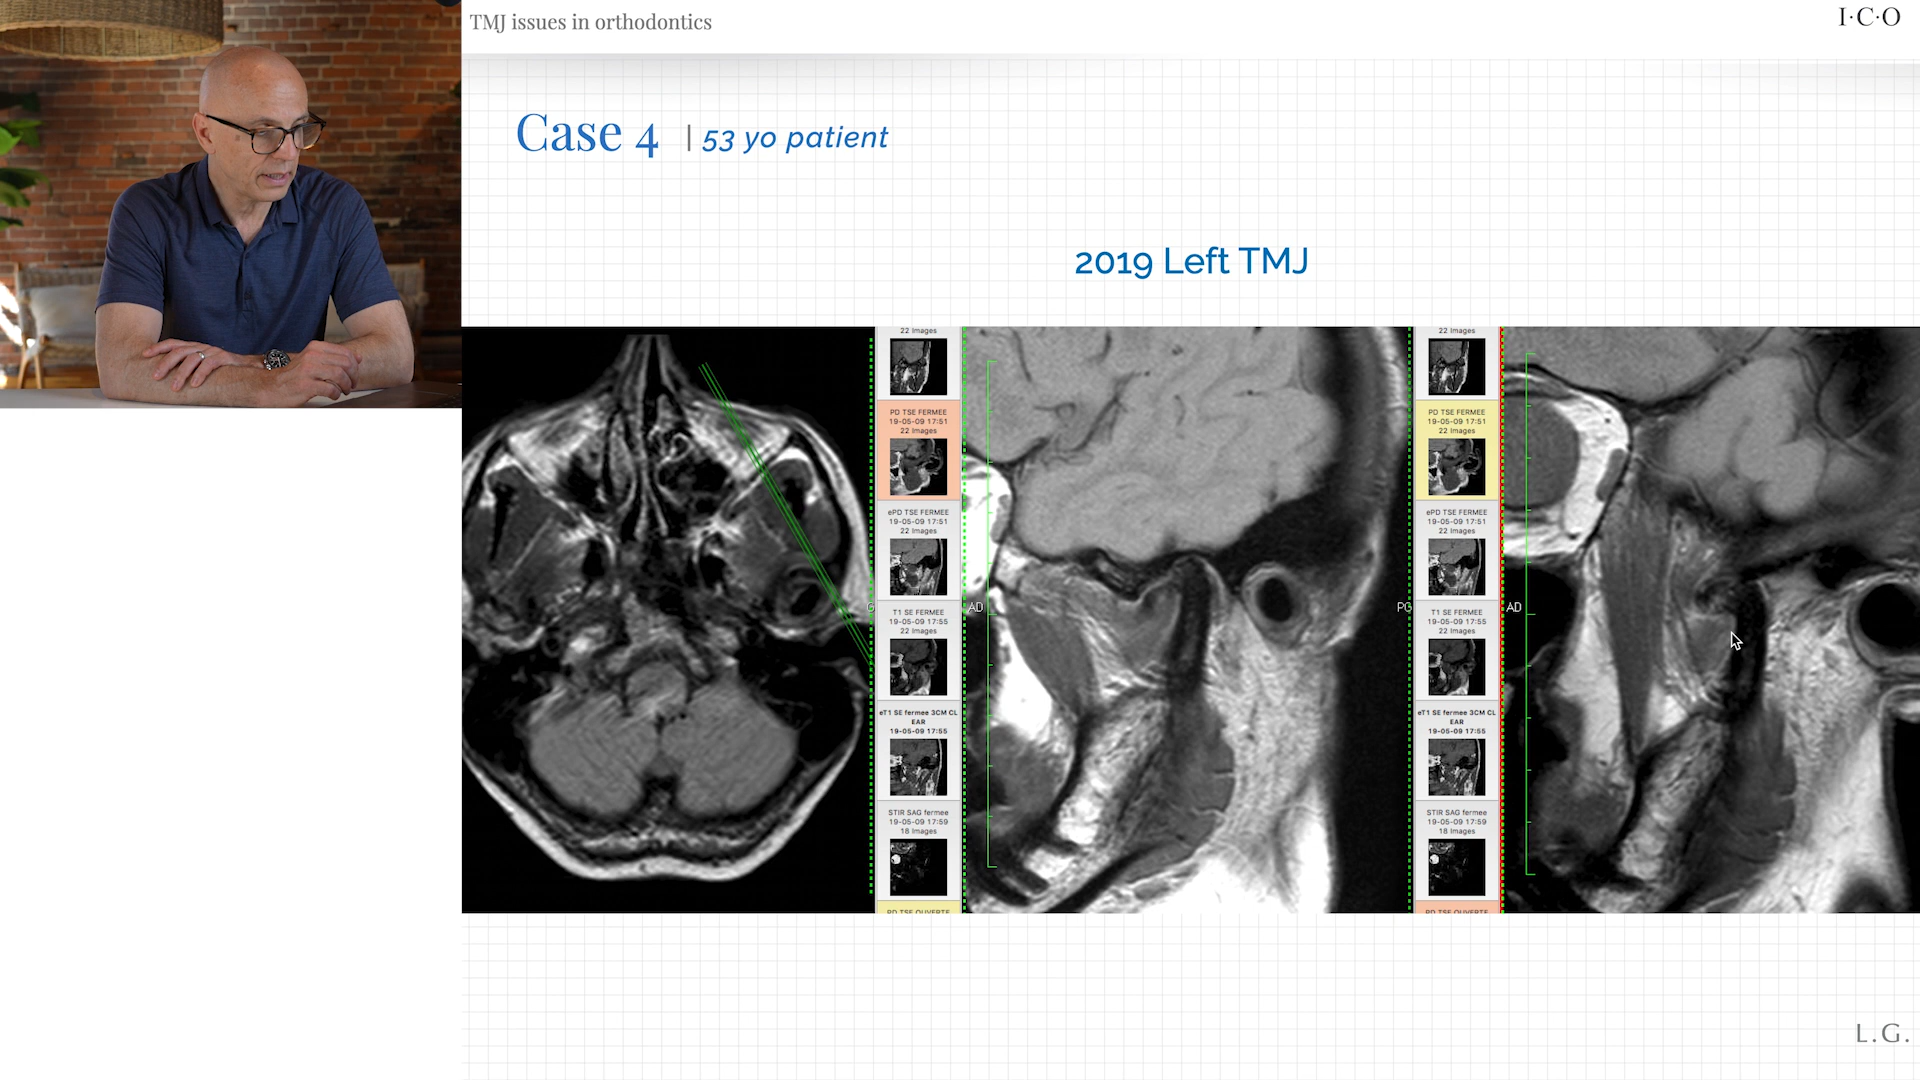 TMJ issues in orthodontics
I·C·O
Case 4 | 53 yo patient
2019 Left TMJ
22 Images
PD TSE FERMEE
19-05-09 17:51
22 Images
ePD TSE FERMEE
19-05-09 17:51
22 Images
T1 SE FERMEE
19-05-09 17:55
22 Images
eT1 SE fermee 3CM CL
EAR
19-05-09 17:55
STIR SAG fermee
19-05-09 17:59
18 Images
PD TSE OUVERTE
G
AD
PG
22 Images
PD TSE FERMEE
19-05-09 17:51
22 Images
ePD TSE FERMEE
19-05-09 17:51
22 Images
T1 SE FERMEE
19-05-09 17:55
22 Images
eT1 SE fermee 3CM CL
EAR
19-05-09 17:55
STIR SAG fermee
19-05-09 17:59
18 Images
PD TSE OUVERTE
AD
L.G.